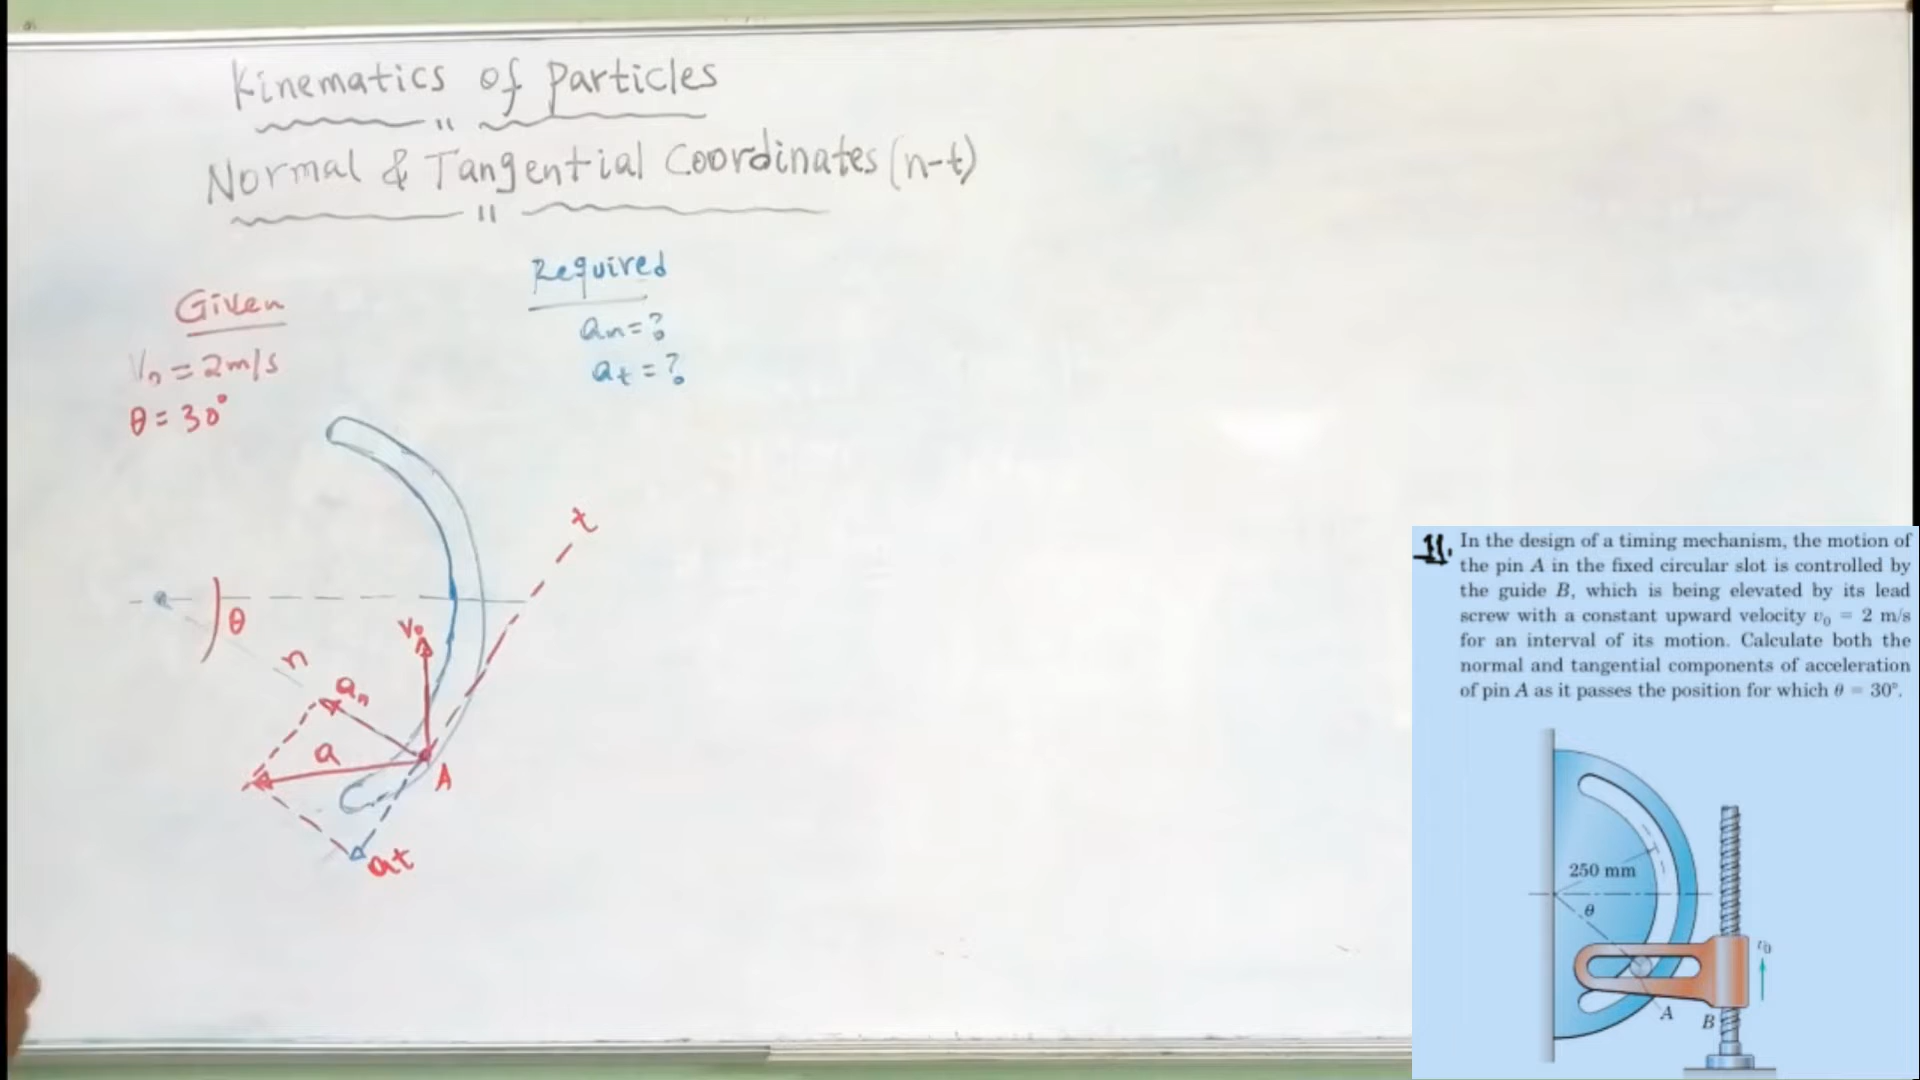 Kinematics of Particles
Normal & Tangential Coordinates (n-t)
Given
V₀ = 2m/s
θ = 30°
Required
an = ?
at = ?
t
θ
n
V₀
an
a
A
at
11. In the design of a timing mechanism, the motion of
the pin A in the fixed circular slot is controlled by
the guide B, which is being elevated by its lead
screw with a constant upward velocity v₀ = 2 m/s
for an interval of its motion. Calculate both the
normal and tangential components of acceleration
of pin A as it passes the position for which θ = 30°.
250 mm
θ
v₀
A
B